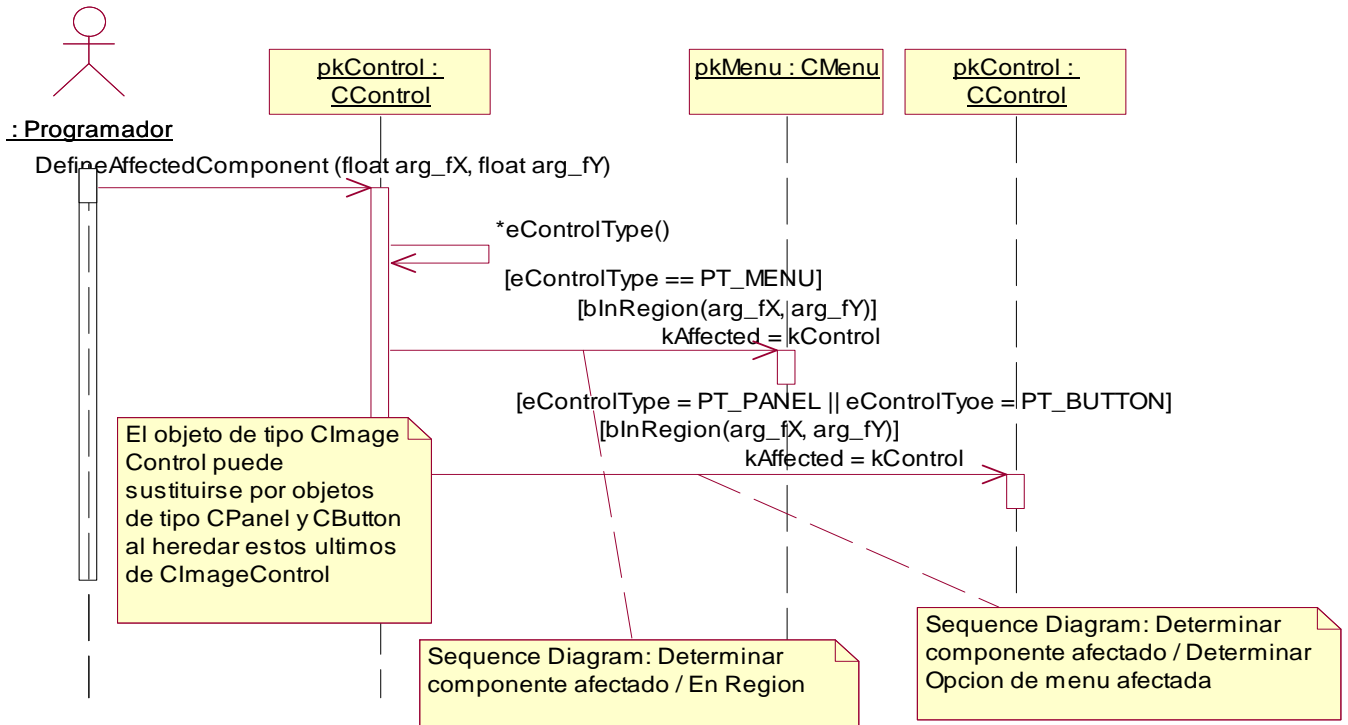 pkControl :
CControl
pkMenu : CMenu
pkControl :
CControl
: Programador
DefineAffectedComponent (float arg_fX, float arg_fY)
*eControlType()
[eControlType == PT_MENU]
[bInRegion(arg_fX, arg_fY)]
kAffected = kControl
[eControlType = PT_PANEL || eControlTyoe = PT_BUTTON]
[bInRegion(arg_fX, arg_fY)]
kAffected = kControl
El objeto de tipo CImage
Control puede
sustituirse por objetos
de tipo CPanel y CButton
al heredar estos ultimos
de CImageControl
Sequence Diagram: Determinar
componente afectado / En Region
Sequence Diagram: Determinar
componente afectado / Determinar
Opcion de menu afectada